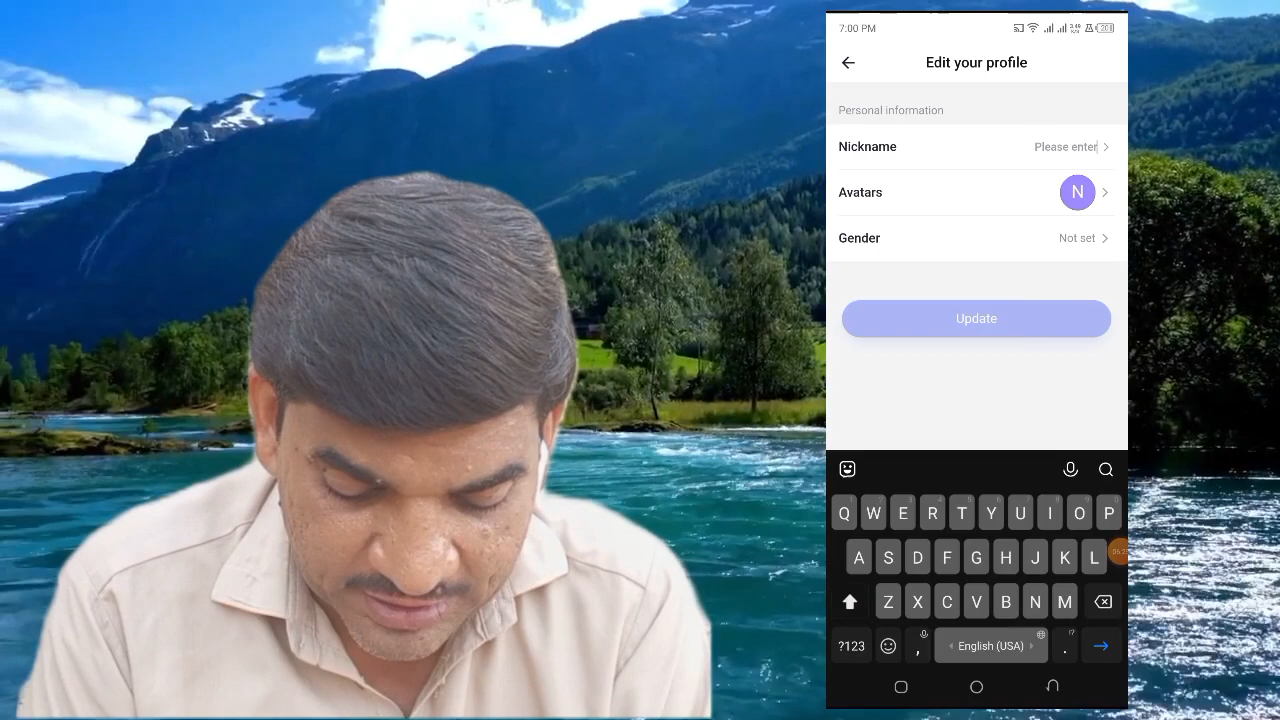 7:00 PM
Edit your profile
Personal information
Nickname Please enter
Avatars N
Gender Not set
Update
Q W E R T Y U I O P
A S D F G H J K L
Z X C V B N M
?123 , English (USA) .